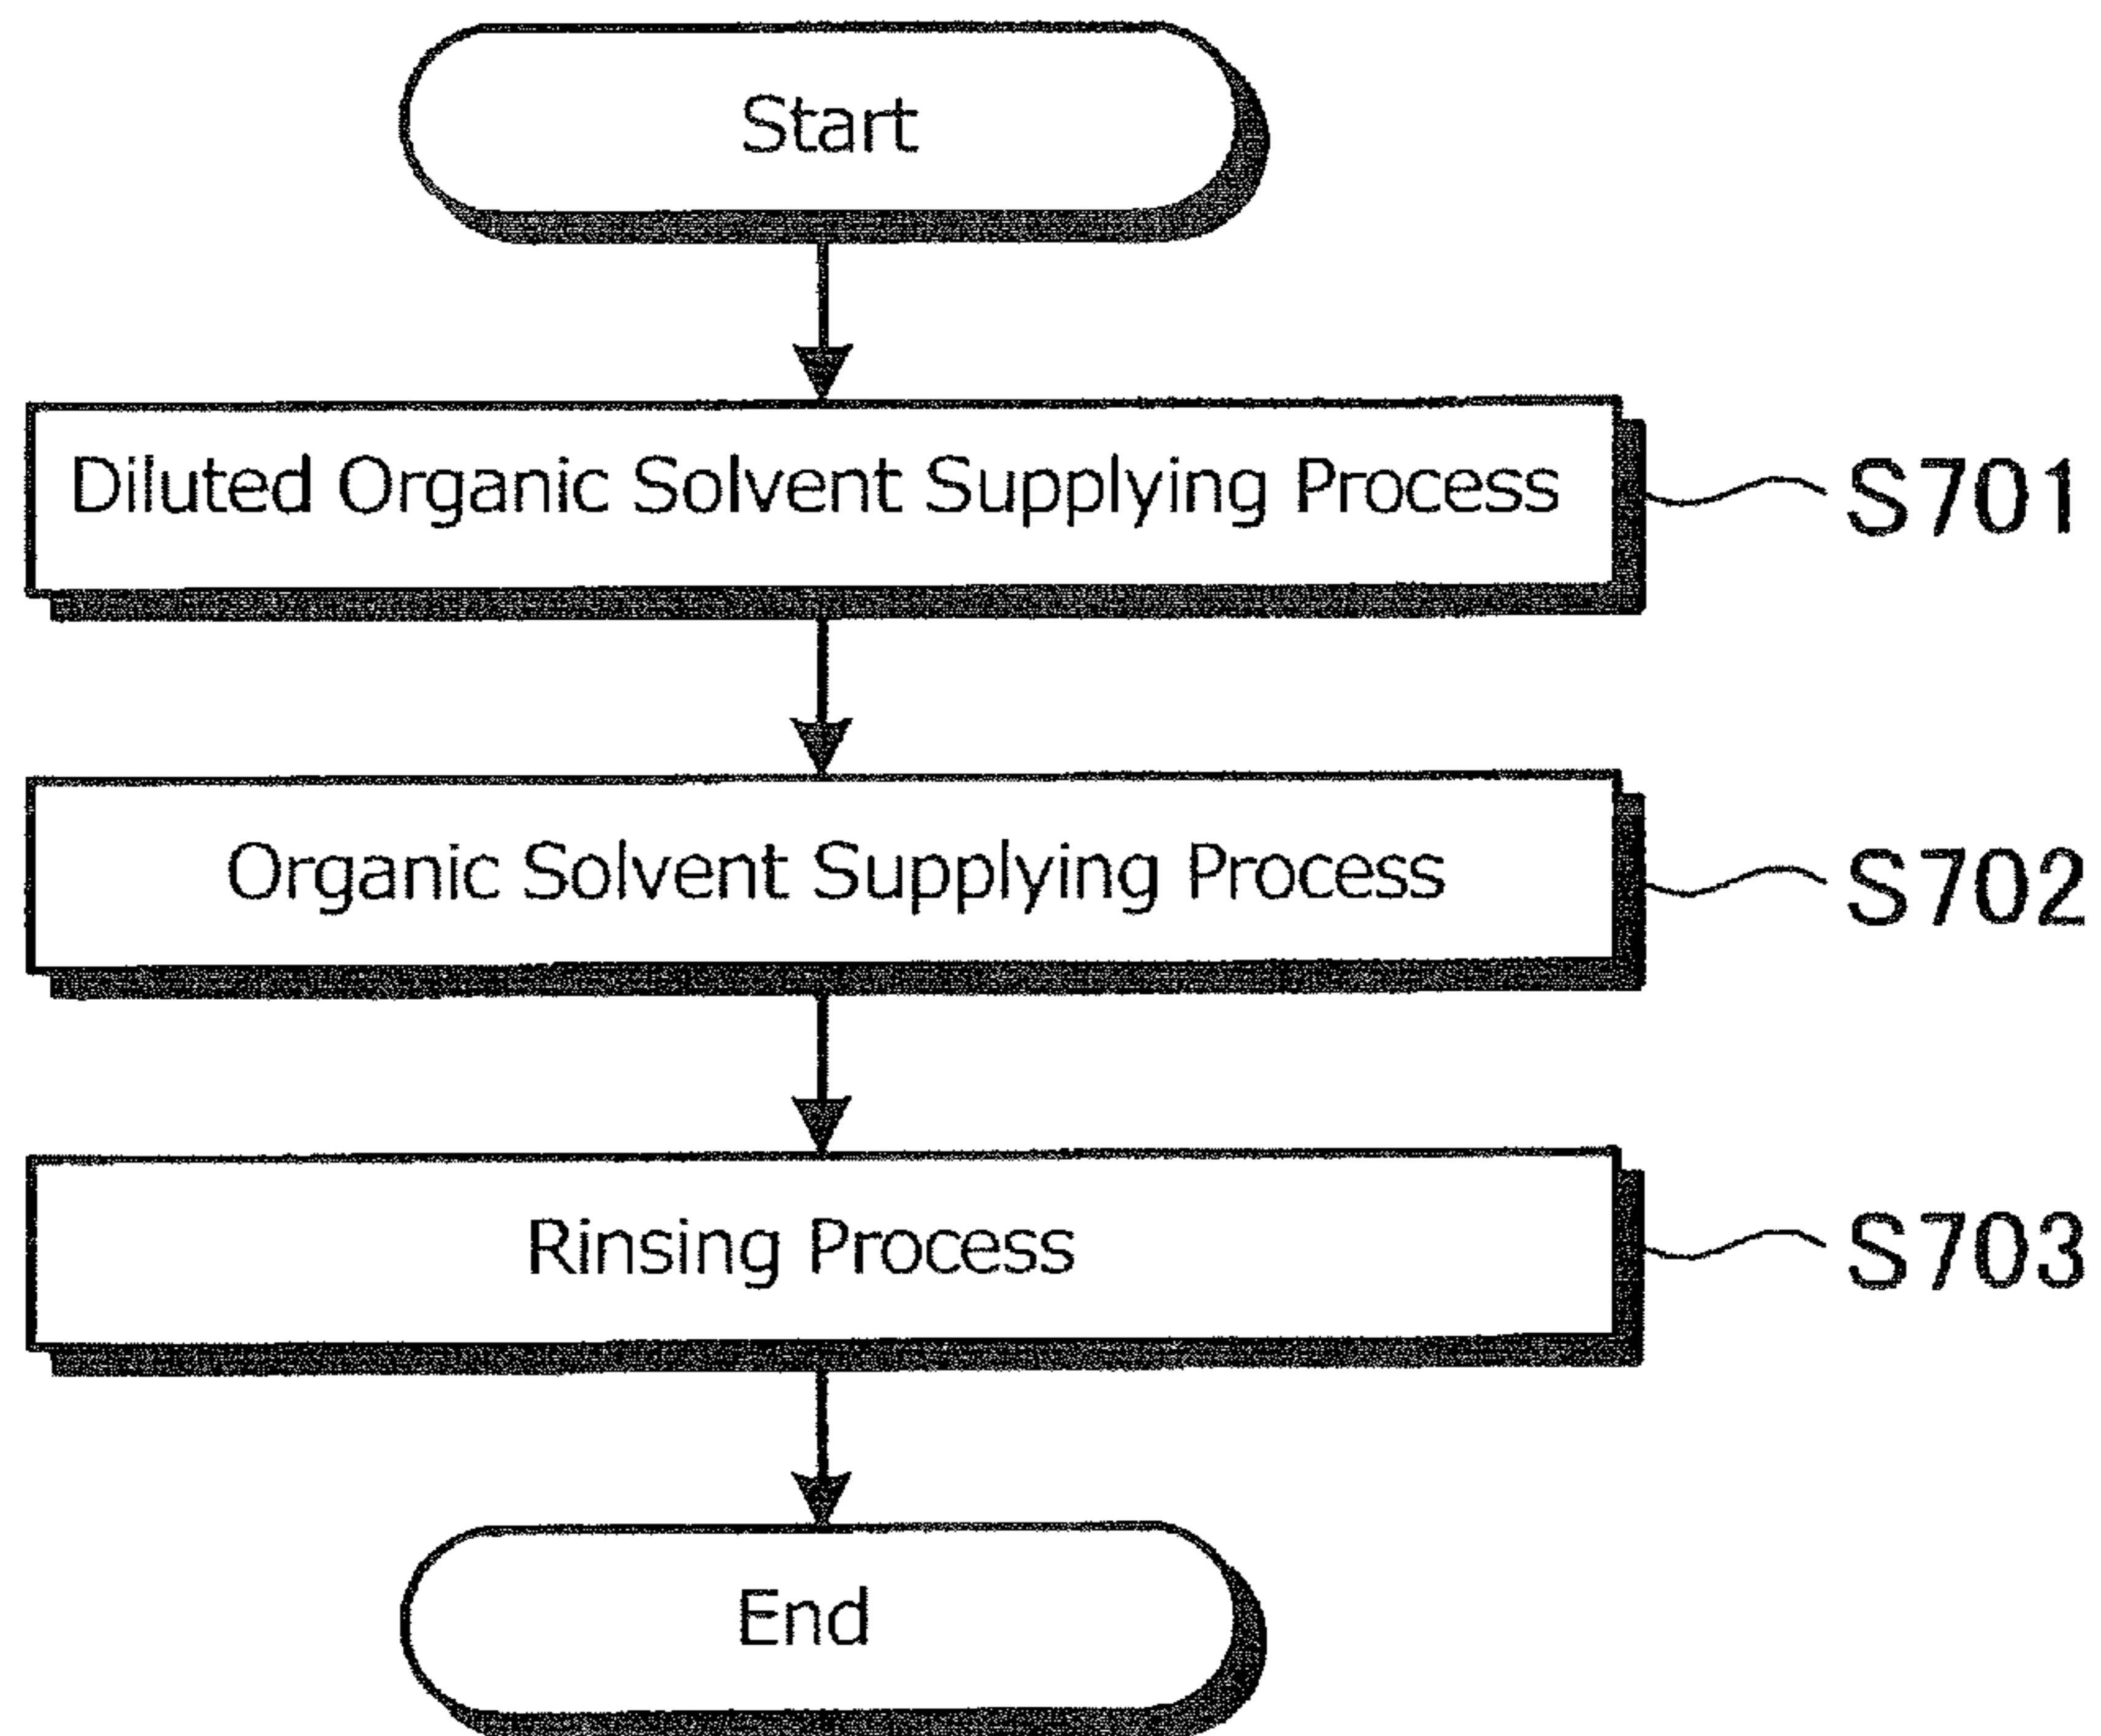 Start
Diluted Organic Solvent Supplying Process
S701
Organic Solvent Supplying Process
S702
Rinsing Process
S703
End